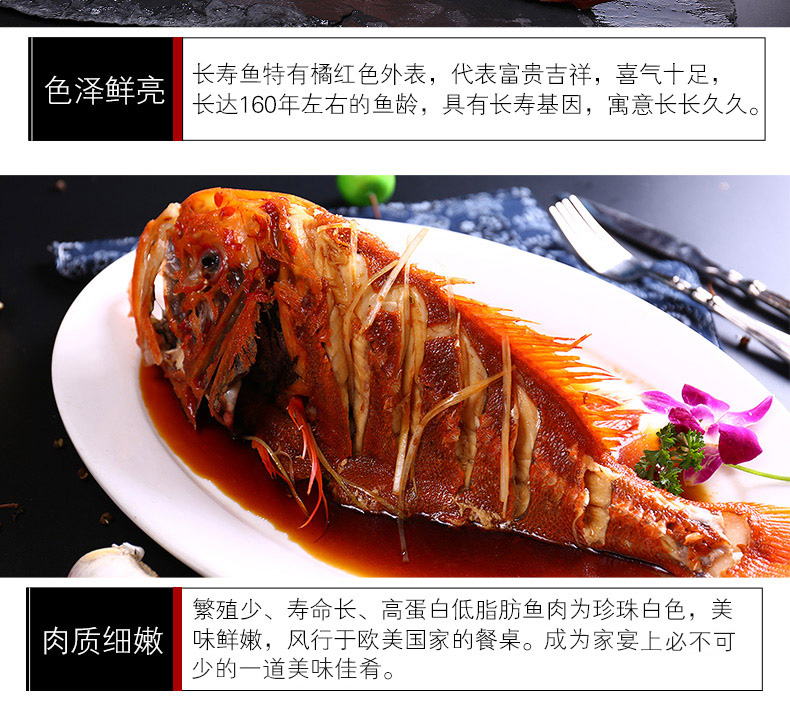 色泽鲜亮
长寿鱼特有橘红色外表，代表富贵吉祥，喜气十足，
长达160年左右的鱼龄，具有长寿基因，寓意长长久久。
肉质细嫩
繁殖少、寿命长、高蛋白低脂肪鱼肉为珍珠白色，美
味鲜嫩，风行于欧美国家的餐桌。成为家宴上必不可
少的一道美味佳肴。